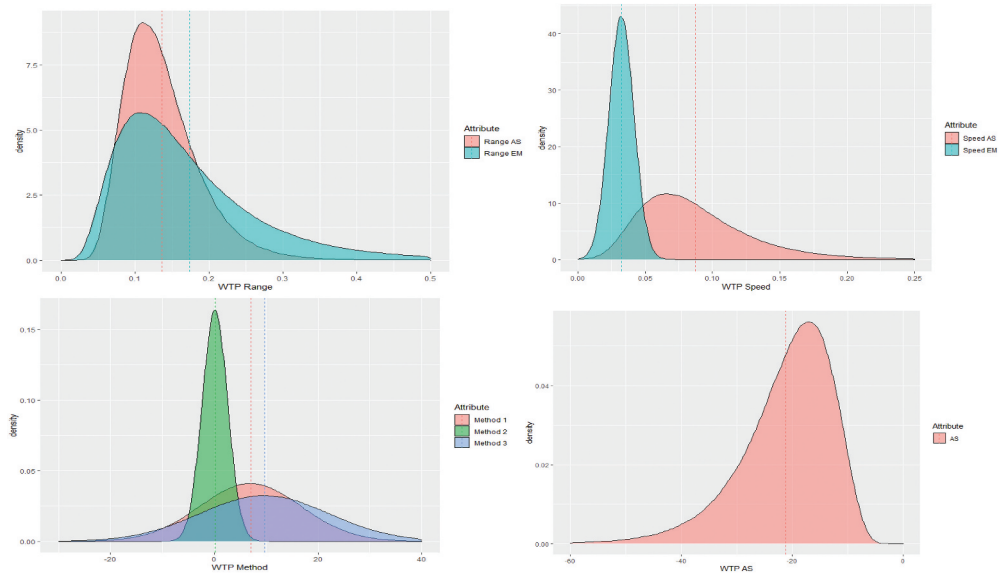 density
7.5
5.0
2.5
0.0
0.0 0.1 0.2 0.3 0.4 0.5
WTP Range
Attribute
Range AS
Range EM
density
40
30
20
10
0
0.00 0.05 0.10 0.15 0.20 0.25
WTP Speed
Attribute
Speed AS
Speed EM
density
0.15
0.10
0.05
0.00
-20 0 20 40
WTP Method
Attribute
Method 1
Method 2
Method 3
density
0.04
0.02
0.00
-60 -40 -20 0
WTP AS
Attribute
AS